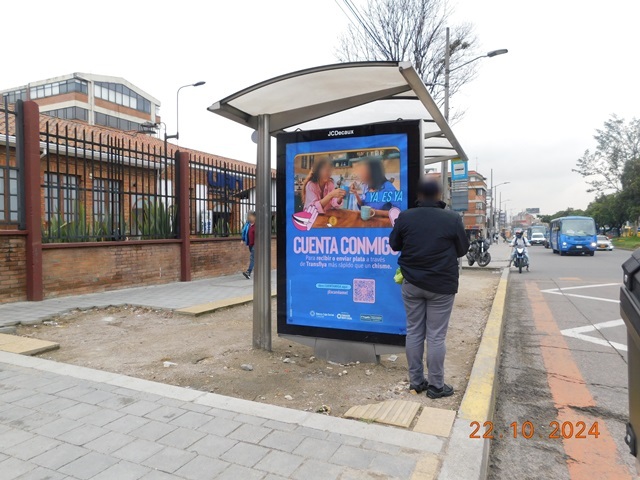 JCDecaux
YA ES YA
CUENTA CONMIG
Para recibir o enviar plata a través
de Transfiya más rápido que un chisme.
22 10 2024